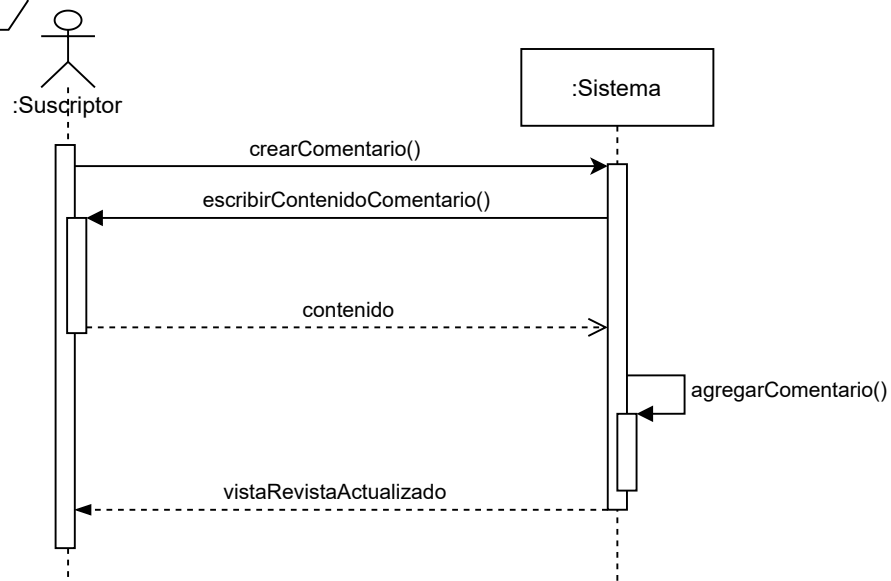 :Suscriptor
:Sistema
crearComentario()
escribirContenidoComentario()
contenido
agregarComentario()
vistaRevistaActualizado